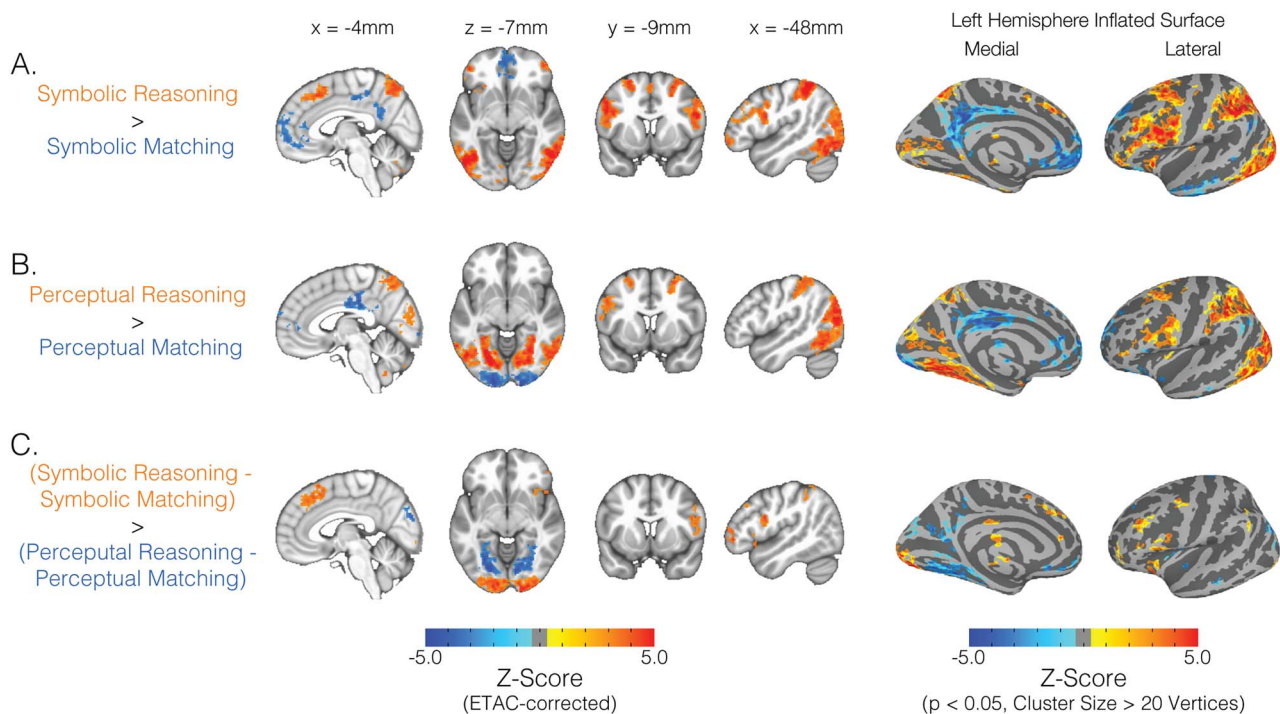 x = -4mm
z = -7mm
y = -9mm
x = -48mm
Left Hemisphere Inflated Surface
Medial
Lateral
A.
Symbolic Reasoning
>
Symbolic Matching
B.
Perceptual Reasoning
>
Perceptual Matching
C.
(Symbolic Reasoning -
Symbolic Matching)
>
(Perceputal Reasoning -
Perceptual Matching)
-5.0
5.0
Z-Score
(ETAC-corrected)
-5.0
5.0
Z-Score
(p < 0.05, Cluster Size > 20 Vertices)